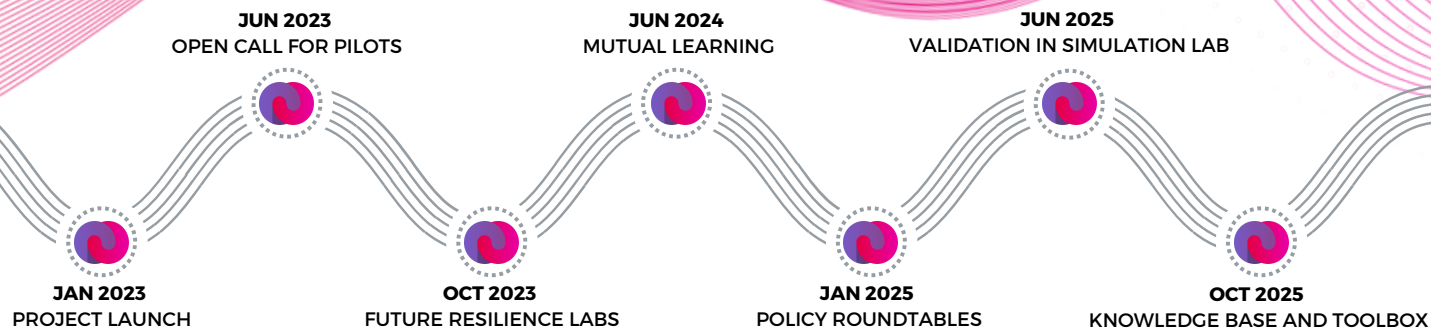 JUN 2023
OPEN CALL FOR PILOTS
JUN 2024
MUTUAL LEARNING
JUN 2025
VALIDATION IN SIMULATION LAB
JAN 2023
PROJECT LAUNCH
OCT 2023
FUTURE RESILIENCE LABS
JAN 2025
POLICY ROUNDTABLES
OCT 2025
KNOWLEDGE BASE AND TOOLBOX